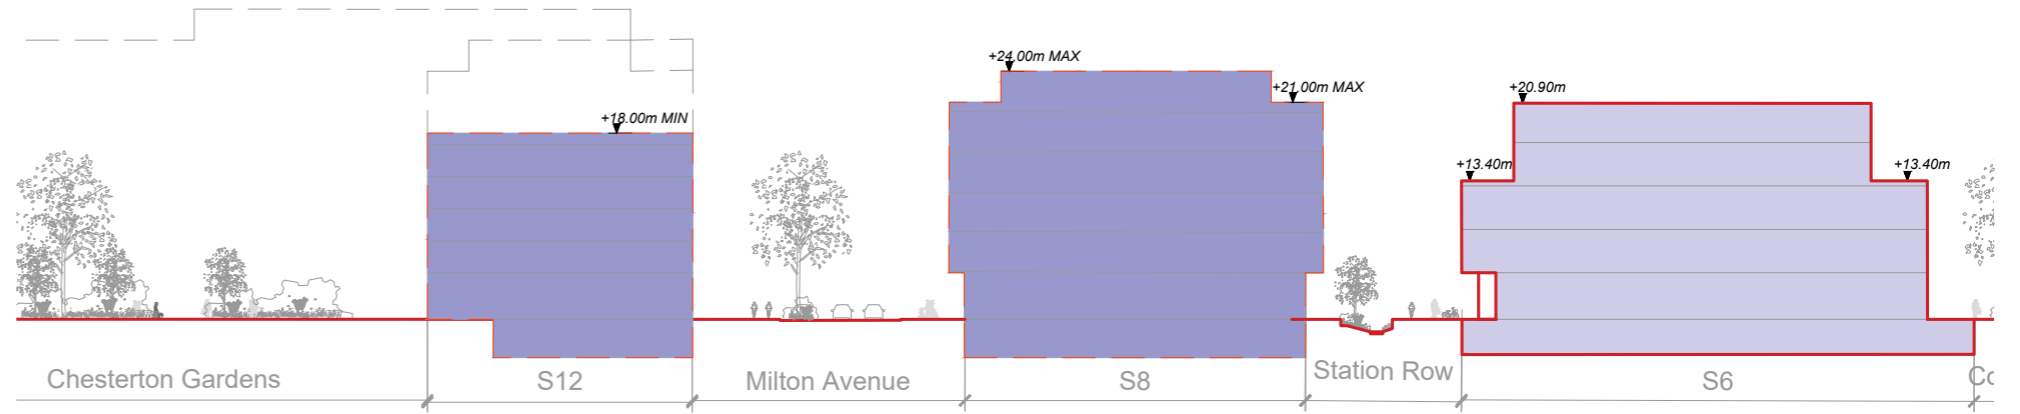 +24.00m MAX
+21.00m MAX
+20.90m
+18.00m MIN
+13.40m
+13.40m
Chesterton Gardens
S12
Milton Avenue
S8
Station Row
S6